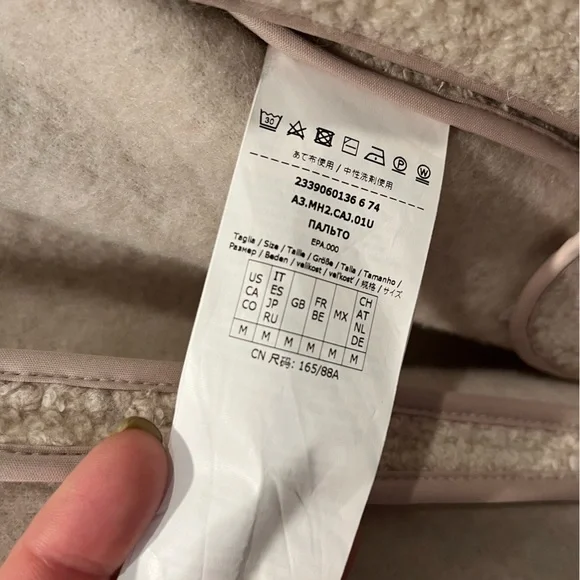 30
P
W
あて布使用 / 中性洗剤使用
2339060136 6 74
A3.MH2.CAJ.01U
ПАЛЬТО
EPA.000
Taglia / Size / Taille / Größe / Talla / Tamanho /
Размер / Beden / velikost / veľkosť / 規格 / サイズ
US CA CO
IT ES JP RU
GB
FR BE
MX
CH AT NL DE
M M M M M M
CN 尺码: 165/88A